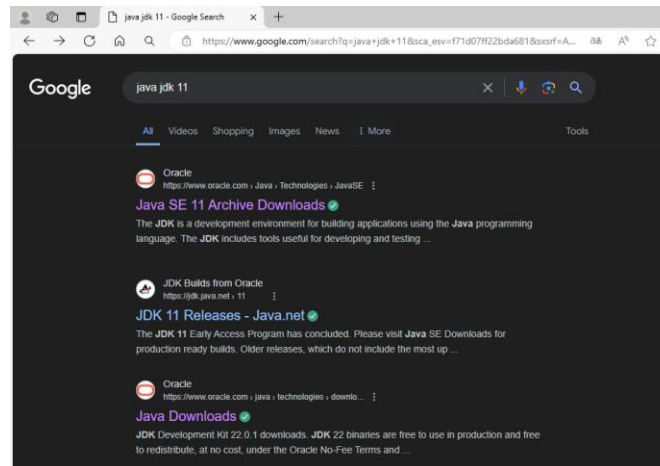 java jdk 11 - Google Search
https://www.google.com/search?q=java+jdk+11&sca_esv=f71d07ff22bda681&sxsrf=A...
Google
java jdk 11
All Videos Shopping Images News More Tools
Oracle
https://www.oracle.com › Java › Technologies › JavaSE
Java SE 11 Archive Downloads
The JDK is a development environment for building applications using the Java programming
language. The JDK includes tools useful for developing and testing ...
JDK Builds from Oracle
https://jdk.java.net › 11
JDK 11 Releases - Java.net
The JDK 11 Early Access Program has concluded. Please visit Java SE Downloads for
production ready builds. Older releases, which do not include the most up ...
Oracle
https://www.oracle.com › java › technologies › downlo...
Java Downloads
JDK Development Kit 22.0.1 downloads. JDK 22 binaries are free to use in production and free
to redistribute, at no cost, under the Oracle No-Fee Terms and ...